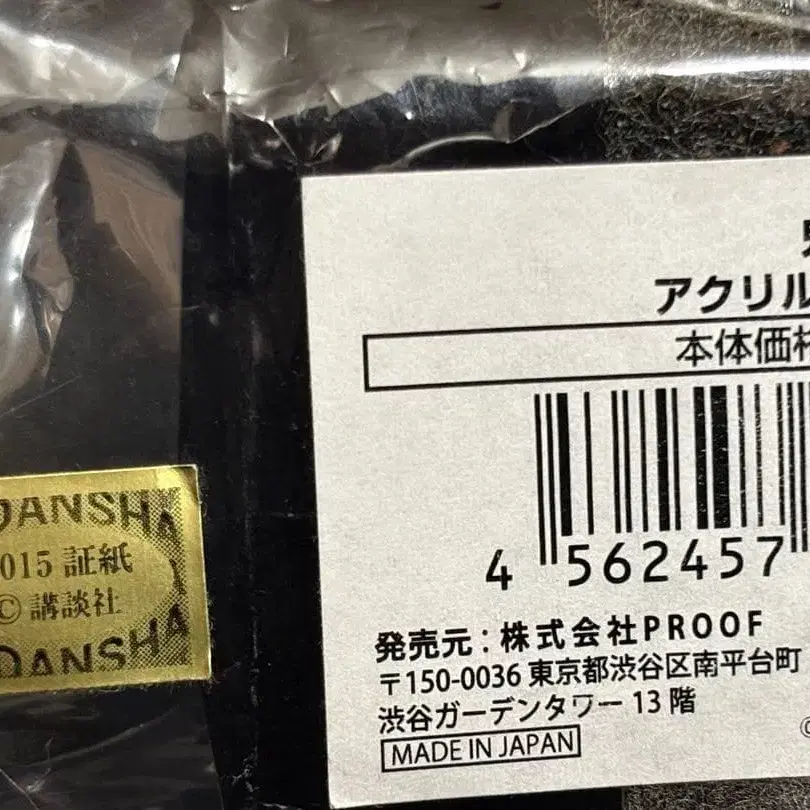 アクリル
本体価格
4 562457
発売元:株式会社PROOF
〒150-0036 東京都渋谷区南平台町
渋谷ガーデンタワー 13 階
MADE IN JAPAN
DANSHA
015 証紙
© 講談社
DANSHA